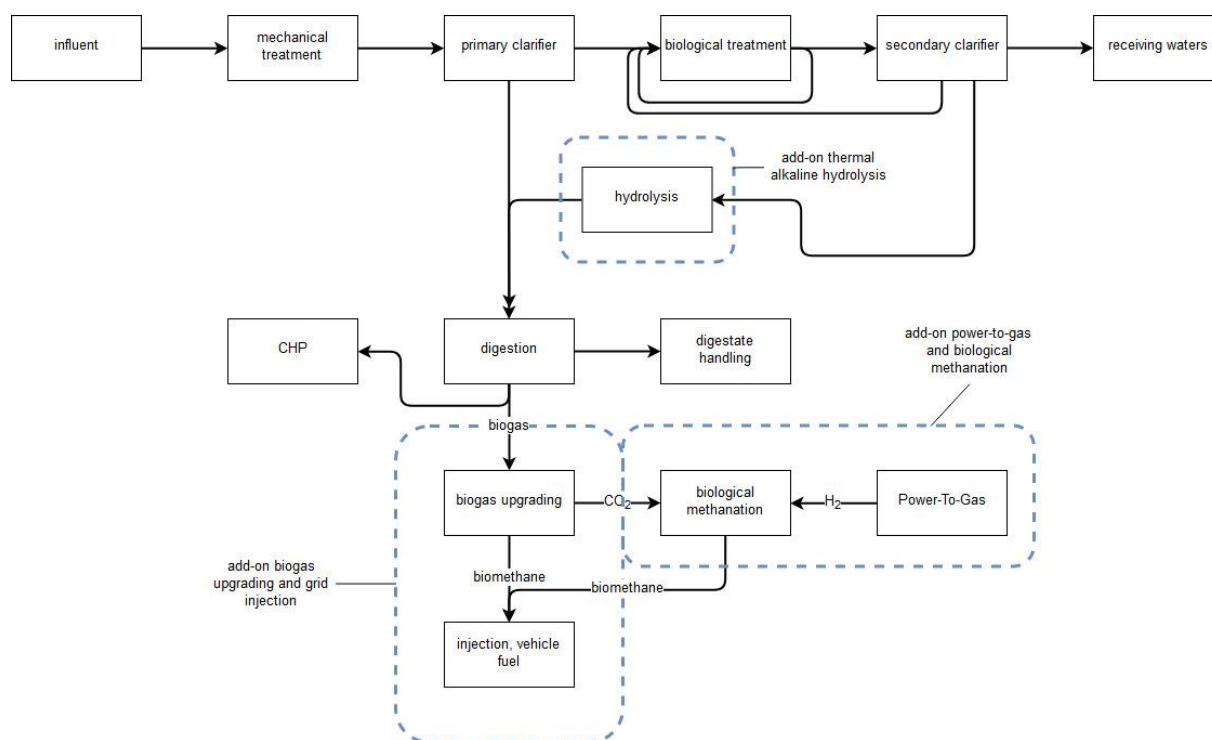 influent
mechanical
treatment
primary clarifier
biological treatment
secondary clarifier
receiving waters
add-on thermal
alkaline hydrolysis
hydrolysis
CHP
digestion
digestate
handling
add-on power-to-gas
and biological
methanation
biogas
biogas upgrading
CO2
biological
methanation
H2
Power-To-Gas
add-on biogas
upgrading and grid
injection
biomethane
biomethane
injection, vehicle
fuel